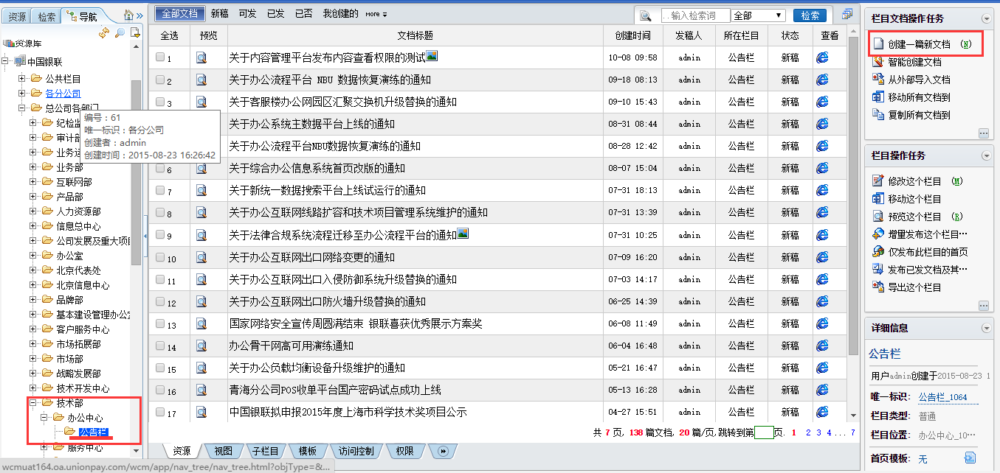 资源 检索 导航
资源库
中国银联
公共栏目
各分公司
总公司各部门
编号：61
唯一标识：各分公司
创建者：admin
创建时间：2015-08-23 16:26:42
纪检监
审计部
业务运
业务部
互联网部
产品部
人力资源部
信息总中心
公司发展及重大项目
办公室
北京代表处
北京信息中心
品牌部
基本建设管理办公室
客户服务中心
市场拓展部
市场部
战略发展部
技术开发中心
技术部
办公中心
公告栏
服务中心
wcmuat164.oa.unionpay.com/wcm/app/nav_tree/nav_tree.html?objType=&...
全部文档 新稿 可发 已发 已否 我创建的 more
..输入检索词 全部 检索
全选 预览 文档标题 创建时间 发稿人 所在栏目 状态 查看
1 关于内容管理平台发布内容查看权限的测试 10-08 09:58 admin 公告栏 新稿
2 关于办公流程平台 NBU 数据恢复演练的通知 09-18 08:13 admin 公告栏 新稿
3 关于客服楼办公网园区汇聚交换机升级替换的通知 09-10 15:43 admin 公告栏 新稿
关于办公系统主数据平台上线的通知 08-31 08:44 admin 公告栏 新稿
关于办公流程平台NBU数据恢复演练的通知 08-28 12:42 admin 公告栏 新稿
6 关于综合办公信息系统首页改版的通知 08-07 15:04 admin 公告栏 新稿
7 关于新统一数据搜索平台上线试运行的通知 07-31 18:13 admin 公告栏 新稿
8 关于办公互联网线路扩容和技术项目管理系统维护的通知 07-31 13:39 admin 公告栏 新稿
9 关于法律合规系统流程迁移至办公流程平台的通知 07-31 10:25 admin 公告栏 新稿
10 关于办公互联网出口网络变更的通知 07-09 16:20 admin 公告栏 新稿
11 关于办公互联网出口入侵防御系统升级替换的通知 07-03 14:17 admin 公告栏 新稿
12 关于办公互联网出口防火墙升级替换的通知 06-25 14:39 admin 公告栏 新稿
13 国家网络安全宣传周圆满结束 银联喜获优秀展示方案奖 06-08 11:49 admin 公告栏 新稿
14 办公骨干网高可用演练通知 06-04 16:48 admin 公告栏 新稿
15 关于办公负载均衡设备升级维护的通知 05-21 16:47 admin 公告栏 新稿
16 青海分公司POS收单平台国产密码试点成功上线 05-13 16:28 admin 公告栏 新稿
17 中国银联拟申报2015年度上海市科学技术奖项目公示 04-27 15:51 admin 公告栏 新稿
共 7 页, 138 篇文档, 20 篇/页,跳转到第 页. 1 2 3 4 ... 7
资源 视图 子栏目 模板 访问控制 权限
栏目文档操作任务
创建一篇新文档 (N)
智能创建文档
从外部导入文档
移动所有文档到
复制所有文档到
栏目操作任务
修改这个栏目 (M)
移动这个栏目
预览这个栏目 (R)
增量发布这个栏目…
仅发布此栏目的首页
发布已发文档及其…
导出这个栏目
详细信息
公告栏
用户admin创建于2015-08-23 1
唯一标识： 公告栏_1064
栏目类型： 普通
栏目位置： 办公中心_10…
首页模板： 无